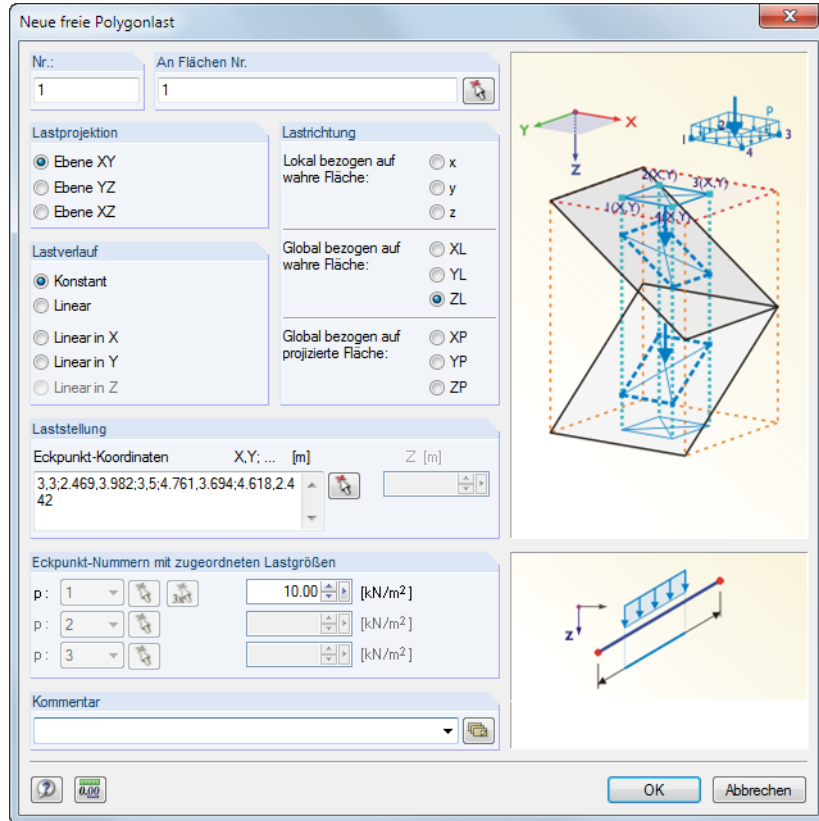 Neue freie Polygonlast
Nr.:
1
An Flächen Nr.
1
Lastprojektion
Ebene XY
Ebene YZ
Ebene XZ
Lastrichtung
Lokal bezogen auf
wahre Fläche:
x
y
z
Global bezogen auf
wahre Fläche:
XL
YL
ZL
Global bezogen auf
projizierte Fläche:
XP
YP
ZP
Lastverlauf
Konstant
Linear
Linear in X
Linear in Y
Linear in Z
Laststellung
Eckpunkt-Koordinaten X,Y; ... [m] Z [m]
3,3;2.469,3.982;3,5;4.761,3.694;4.618,2.4
42
Eckpunkt-Nummern mit zugeordneten Lastgrößen
p : 1 3x 10.00 [kN/m²]
p : 2 [kN/m²]
p : 3 [kN/m²]
Kommentar
0.00
OK Abbrechen
Y X Z
p
1 2 3 4
2(X,Y) 3(X,Y)
1(X,Y) 4(X,Y)
z